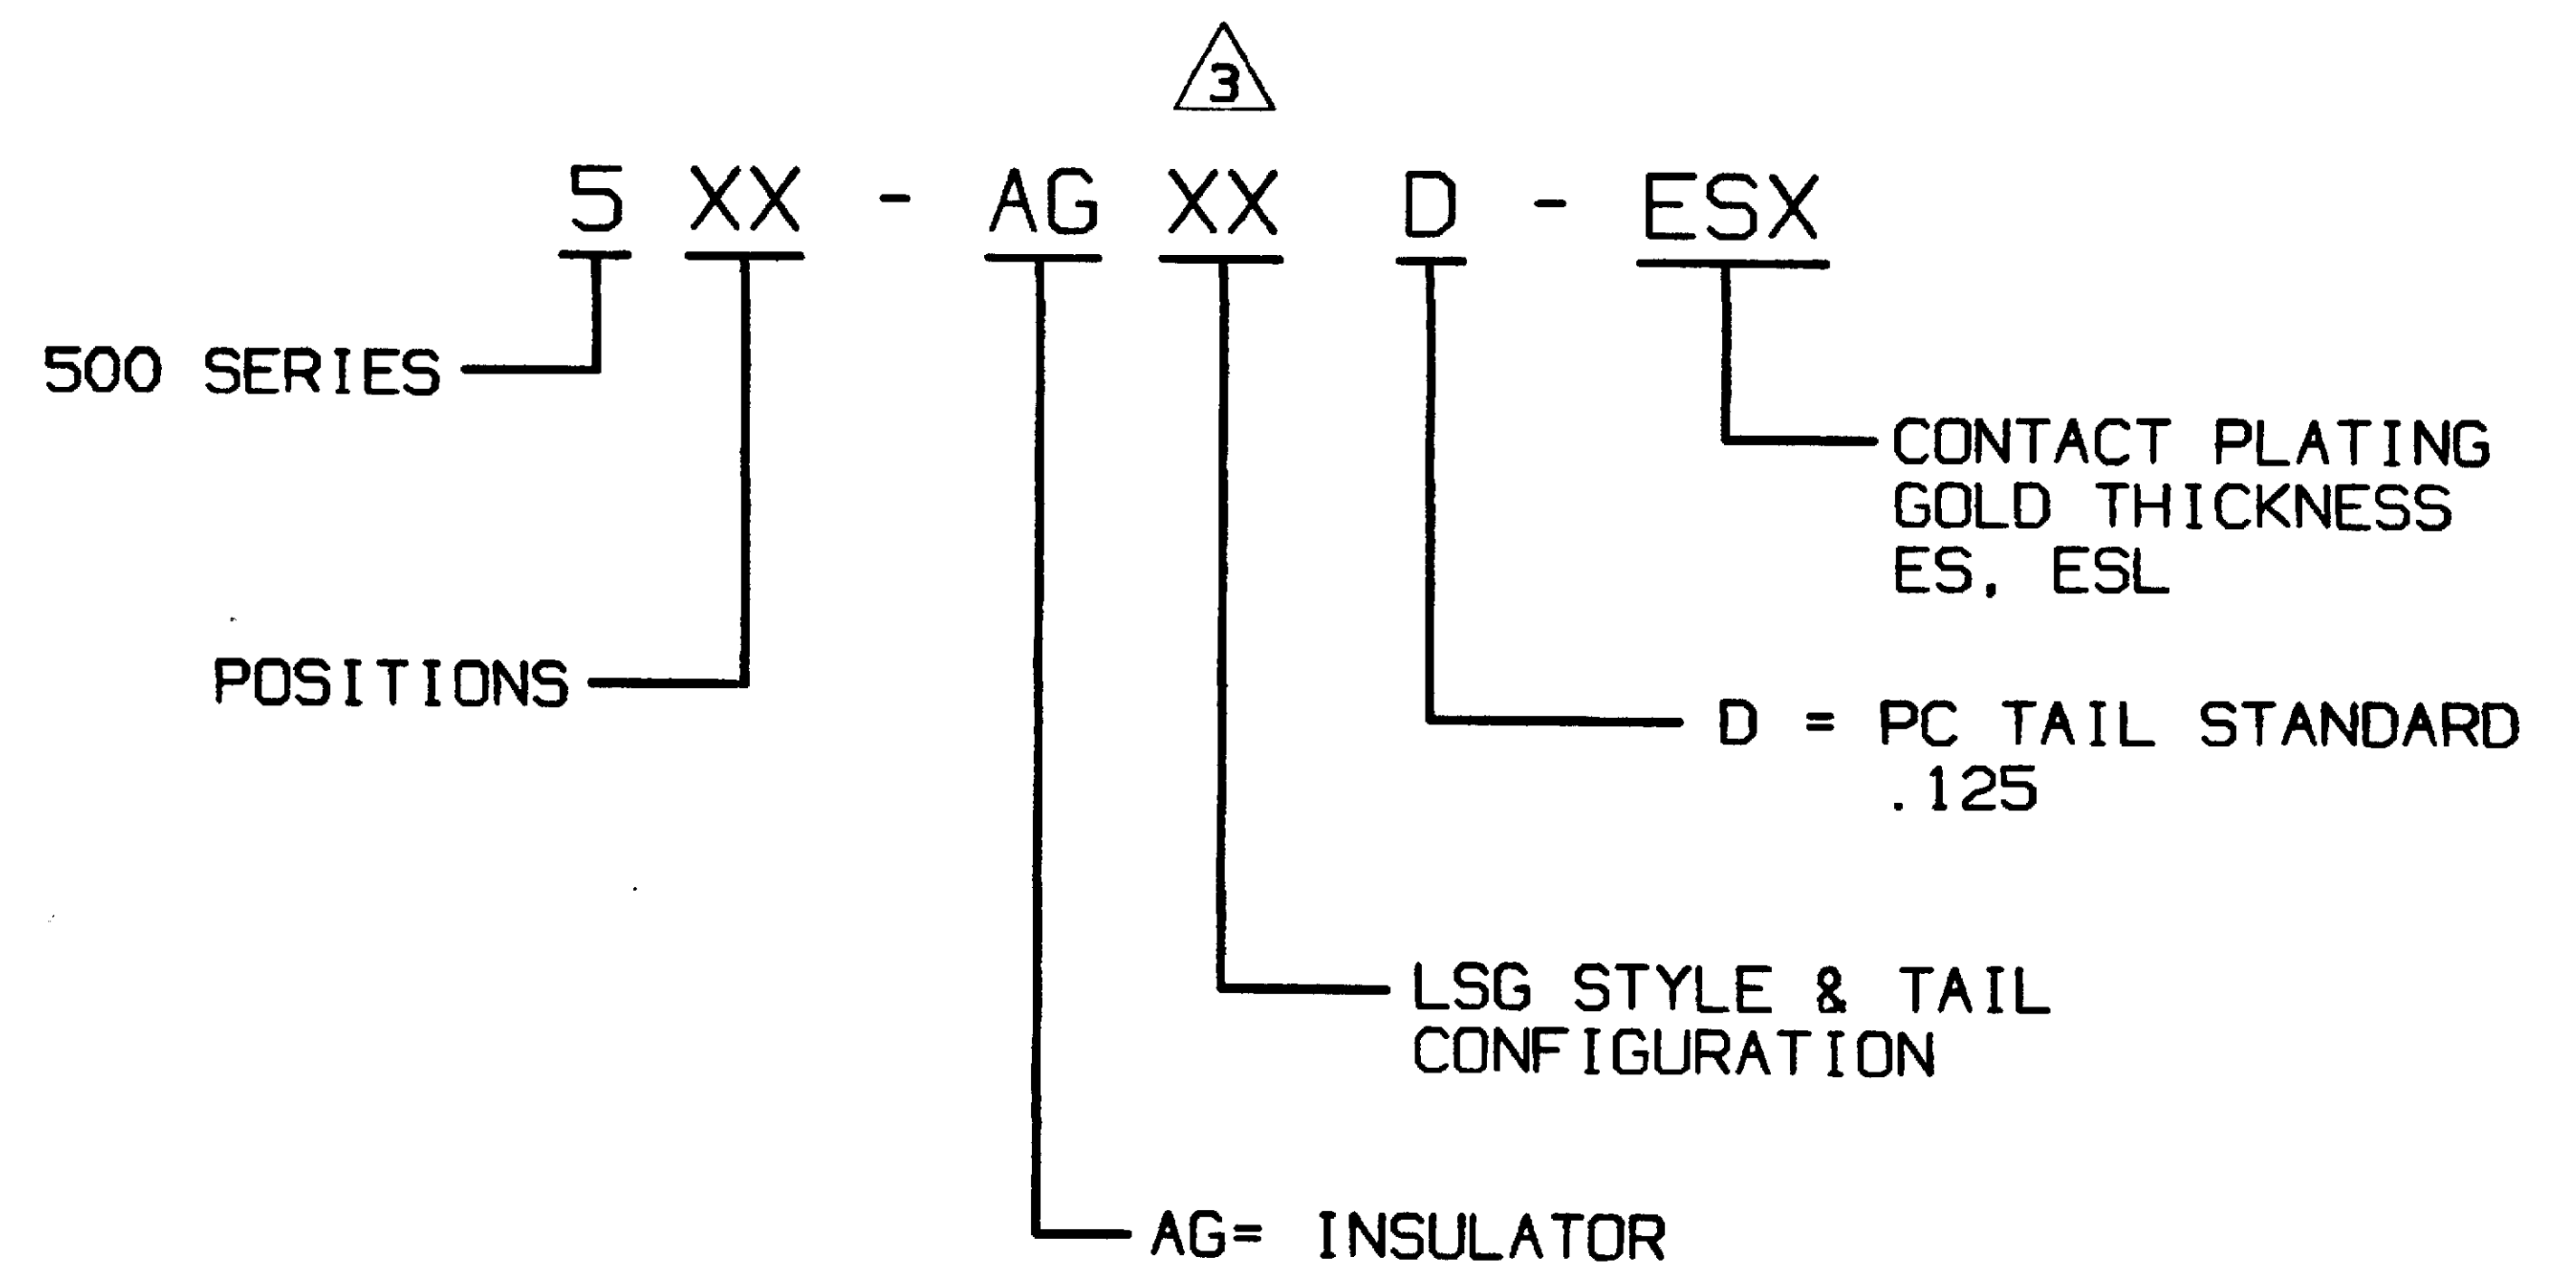 3
5 XX - AG XX D - ESX
500 SERIES
CONTACT PLATING
GOLD THICKNESS
ES, ESL
POSITIONS
D = PC TAIL STANDARD
.125
LSG STYLE & TAIL
CONFIGURATION
AG= INSULATOR